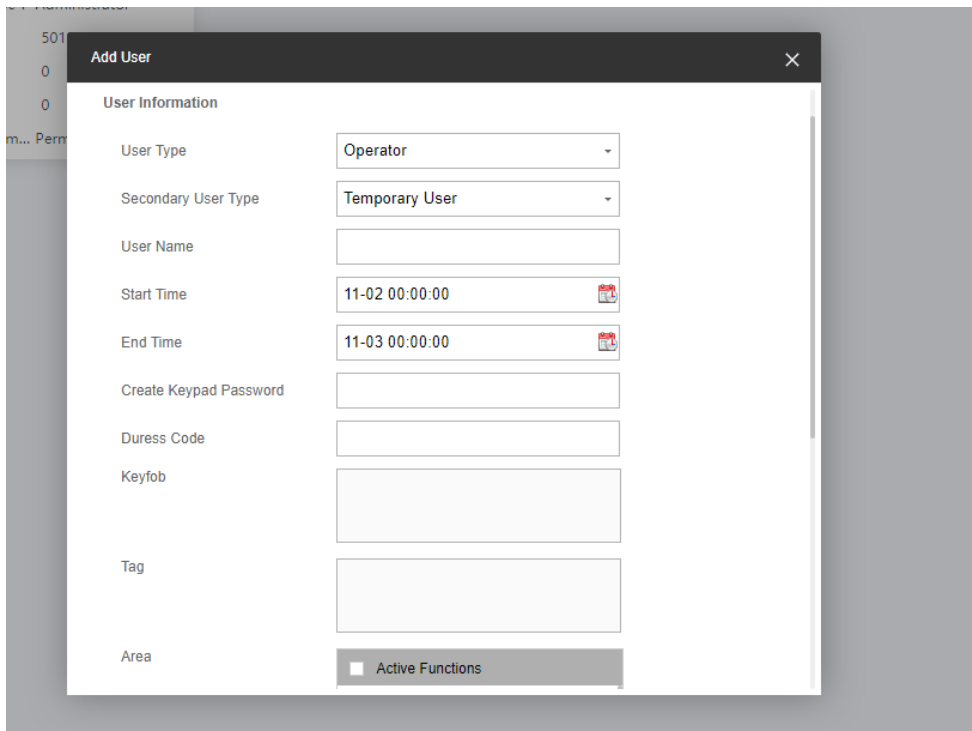 Administrator
501
0
0
m... Perm
Add User
User Information
User Type Operator
Secondary User Type Temporary User
User Name
Start Time 11-02 00:00:00
End Time 11-03 00:00:00
Create Keypad Password
Duress Code
Keyfob
Tag
Area Active Functions